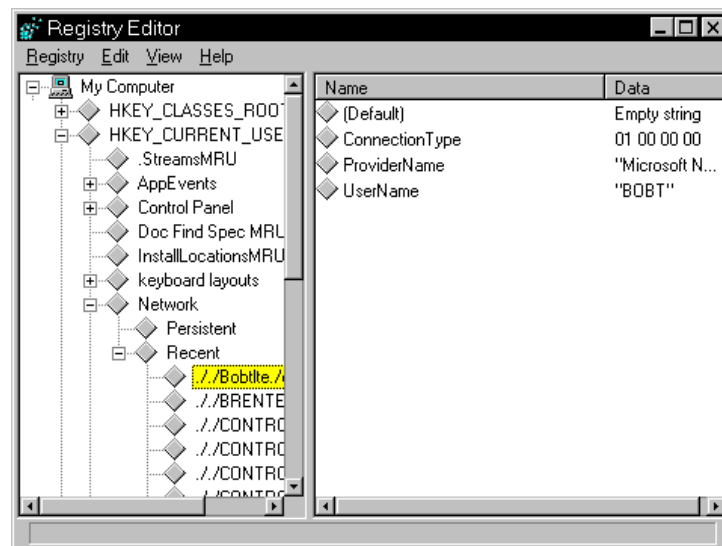 Registry Editor
Registry Edit View Help
My Computer
HKEY_CLASSES_ROOT
HKEY_CURRENT_USE
.StreamsMRU
AppEvents
Control Panel
Doc Find Spec MRU
InstallLocationsMRU
keyboard layouts
Network
Persistent
Recent
././Bobtlte./
././BRENTE
././CONTRO
././CONTRO
././CONTRO
././CONTRO
Name Data
(Default) Empty string
ConnectionType 01 00 00 00
ProviderName "Microsoft N...
UserName "BOBT"